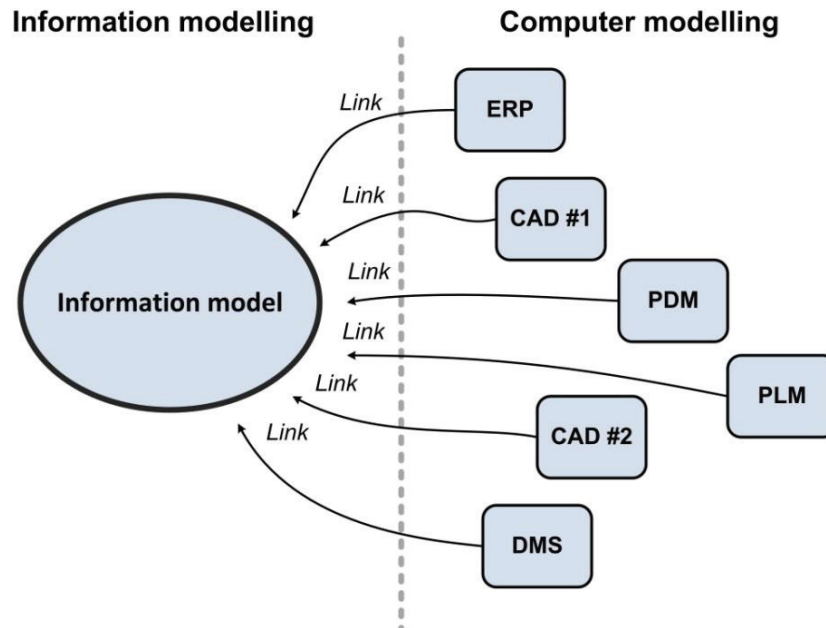 Information modelling
Computer modelling
Link
ERP
Link
CAD #1
Link
PDM
Information model
Link
PLM
Link
CAD #2
Link
DMS